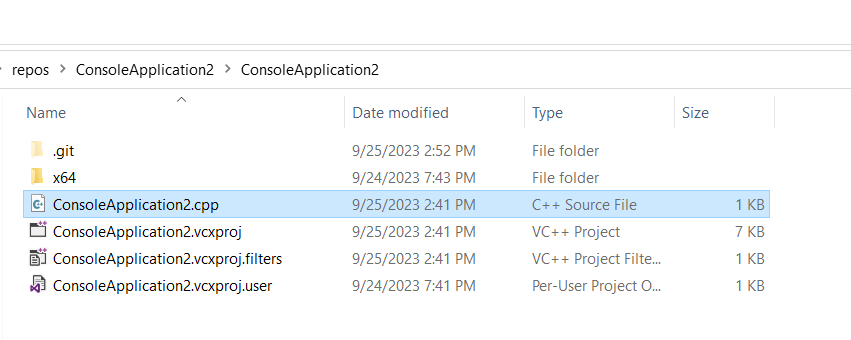 repos > ConsoleApplication2 > ConsoleApplication2
Name Date modified Type Size
.git 9/25/2023 2:52 PM File folder
x64 9/24/2023 7:43 PM File folder
ConsoleApplication2.cpp 9/25/2023 2:41 PM C++ Source File 1 KB
ConsoleApplication2.vcxproj 9/25/2023 2:41 PM VC++ Project 7 KB
ConsoleApplication2.vcxproj.filters 9/25/2023 2:41 PM VC++ Project Filte... 1 KB
ConsoleApplication2.vcxproj.user 9/24/2023 7:41 PM Per-User Project O... 1 KB